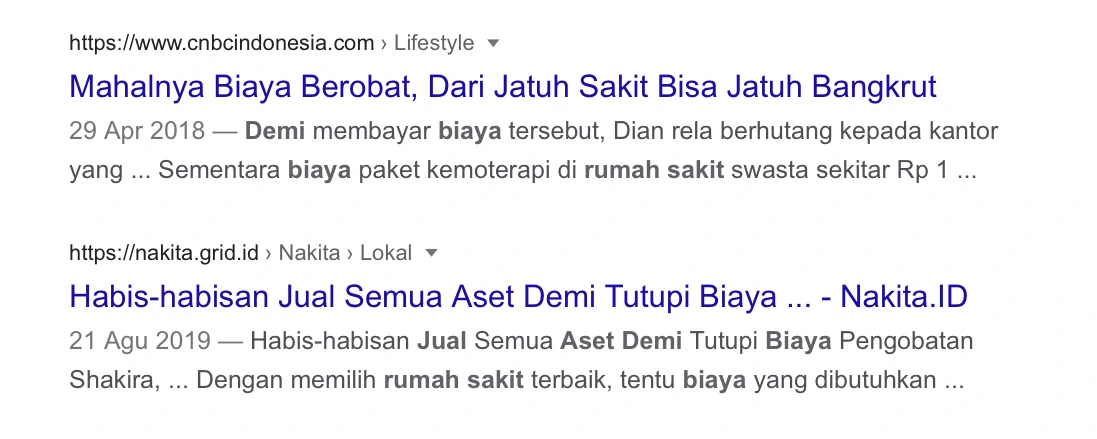 https://www.cnbcindonesia.com › Lifestyle
Mahalnya Biaya Berobat, Dari Jatuh Sakit Bisa Jatuh Bangkrut
29 Apr 2018 — Demi membayar biaya tersebut, Dian rela berhutang kepada kantor
yang ... Sementara biaya paket kemoterapi di rumah sakit swasta sekitar Rp 1 ...
https://nakita.grid.id › Nakita › Lokal
Habis-habisan Jual Semua Aset Demi Tutupi Biaya ... - Nakita.ID
21 Agu 2019 — Habis-habisan Jual Semua Aset Demi Tutupi Biaya Pengobatan
Shakira, ... Dengan memilih rumah sakit terbaik, tentu biaya yang dibutuhkan ...